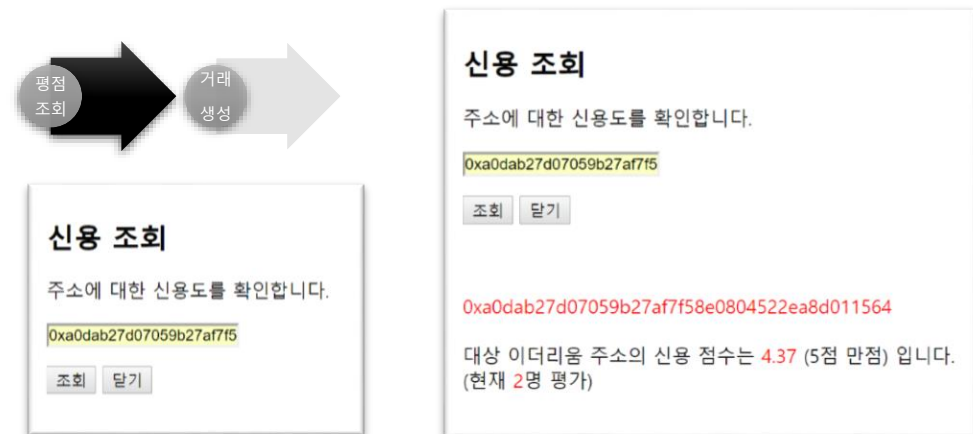 평점
조회
거래
생성
신용 조회
주소에 대한 신용도를 확인합니다.
0xa0dab27d07059b27af7f5
조회 닫기
신용 조회
주소에 대한 신용도를 확인합니다.
0xa0dab27d07059b27af7f5
조회 닫기
0xa0dab27d07059b27af7f58e0804522ea8d011564
대상 이더리움 주소의 신용 점수는 4.37 (5점 만점) 입니다.
(현재 2명 평가)